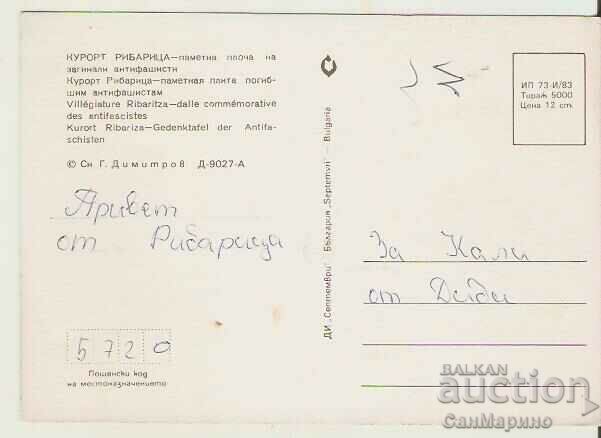 КУРОРТ РИБАРИЦА—паметна плоча на
загинали антифашисти
Курорт Рибарица—паметная плита погиб-
шим антифашистам
Villégiature Ribaritza—dalle commémorative
des antifascistes
Kurort Ribariza—Gedenktafel der Antifa-
schisten
© Сн Г. Димитров Д-9027-А
Привет
от Рибарица
5720
Пощенски код
на местоназначението
ДИ „Септември" — България „Septemvri" — Bulgaria
ИП 73-И/83
Тираж 5000
Цена 12 ст.
За Кали
от Деди
BALKAN
auction
СанМарино